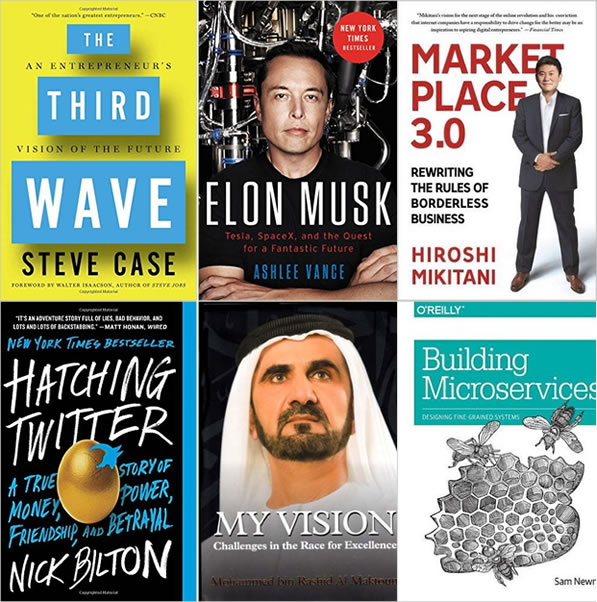 "One of the nation's greatest entrepreneurs." —CNBC
THE
AN ENTREPRENEUR'S
THIRD
VISION OF THE FUTURE
WAVE
STEVE CASE
FOREWORD BY WALTER ISAACSON, AUTHOR OF STEVE JOBS
NEW YORK
TIMES
BESTSELLER
ELON MUSK
Tesla, SpaceX, and the Quest
for a Fantastic Future
ASHLEE VANCE
"Mikitani's vision for the next stage of the online revolution and his conviction
that internet companies have a responsibility to drive change for the better may be an
inspiration to aspiring digital entrepreneurs." —Financial Times
MARKET
PLACE
3.0
REWRITING
THE RULES OF
BORDERLESS
BUSINESS
HIROSHI
MIKITANI
"IT'S AN ADVENTURE STORY FULL OF LIES, BAD BEHAVIOR, AND
LOTS AND LOTS OF BACKSTABBING." — MATT HONAN, WIRED
NEW YORK TIMES BESTSELLER
HATCHING
TWITTER
A TRUE STORY OF
MONEY, POWER,
FRIENDSHIP, AND BETRAYAL
NICK BILTON
MY VISION
Challenges in the Race for Excellence
Mohammed bin Rashid Al Maktoum
O'REILLY
Building
Microservices
DESIGNING FINE-GRAINED SYSTEMS
Sam Newn